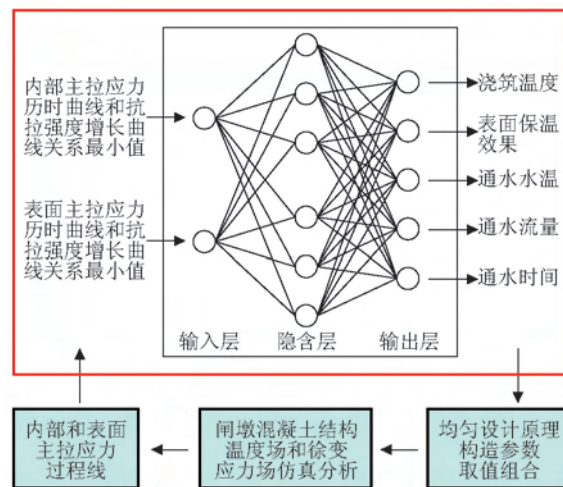 内部主拉应力
历时曲线和抗
拉强度增长曲
线关系最小值
表面主拉应力
历时曲线和抗
拉强度增长曲
线关系最小值
输入层
隐含层
输出层
浇筑温度
表面保温
效果
通水水温
通水流量
通水时间
内部和表面
主拉应力
过程线
闸墩混凝土结构
温度场和徐变
应力场仿真分析
均匀设计原理
构造参数
取值组合